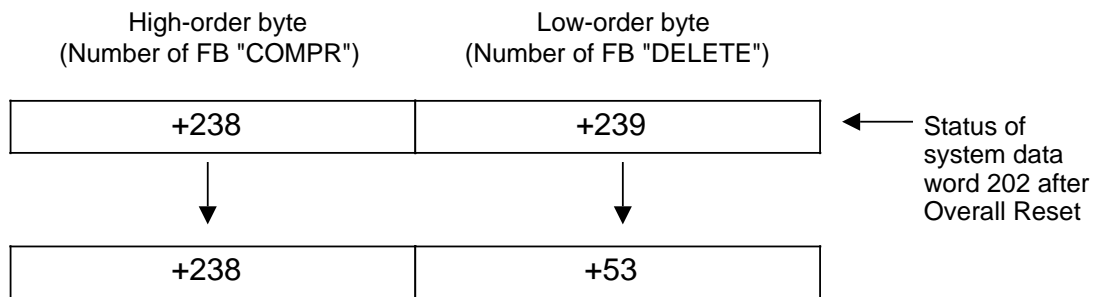 High-order byte
(Number of FB "COMPR")
Low-order byte
(Number of FB "DELETE")
+238
+239
Status of
system data
word 202 after
Overall Reset
+238
+53